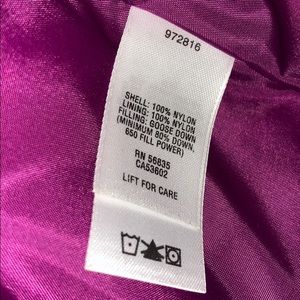 972816
SHELL: 100% NYLON
LINING: 100% NYLON
FILLING: GOOSE DOWN
(MINIMUM 80% DOWN,
650 FILL POWER)
RN 56835
CA53602
LIFT FOR CARE